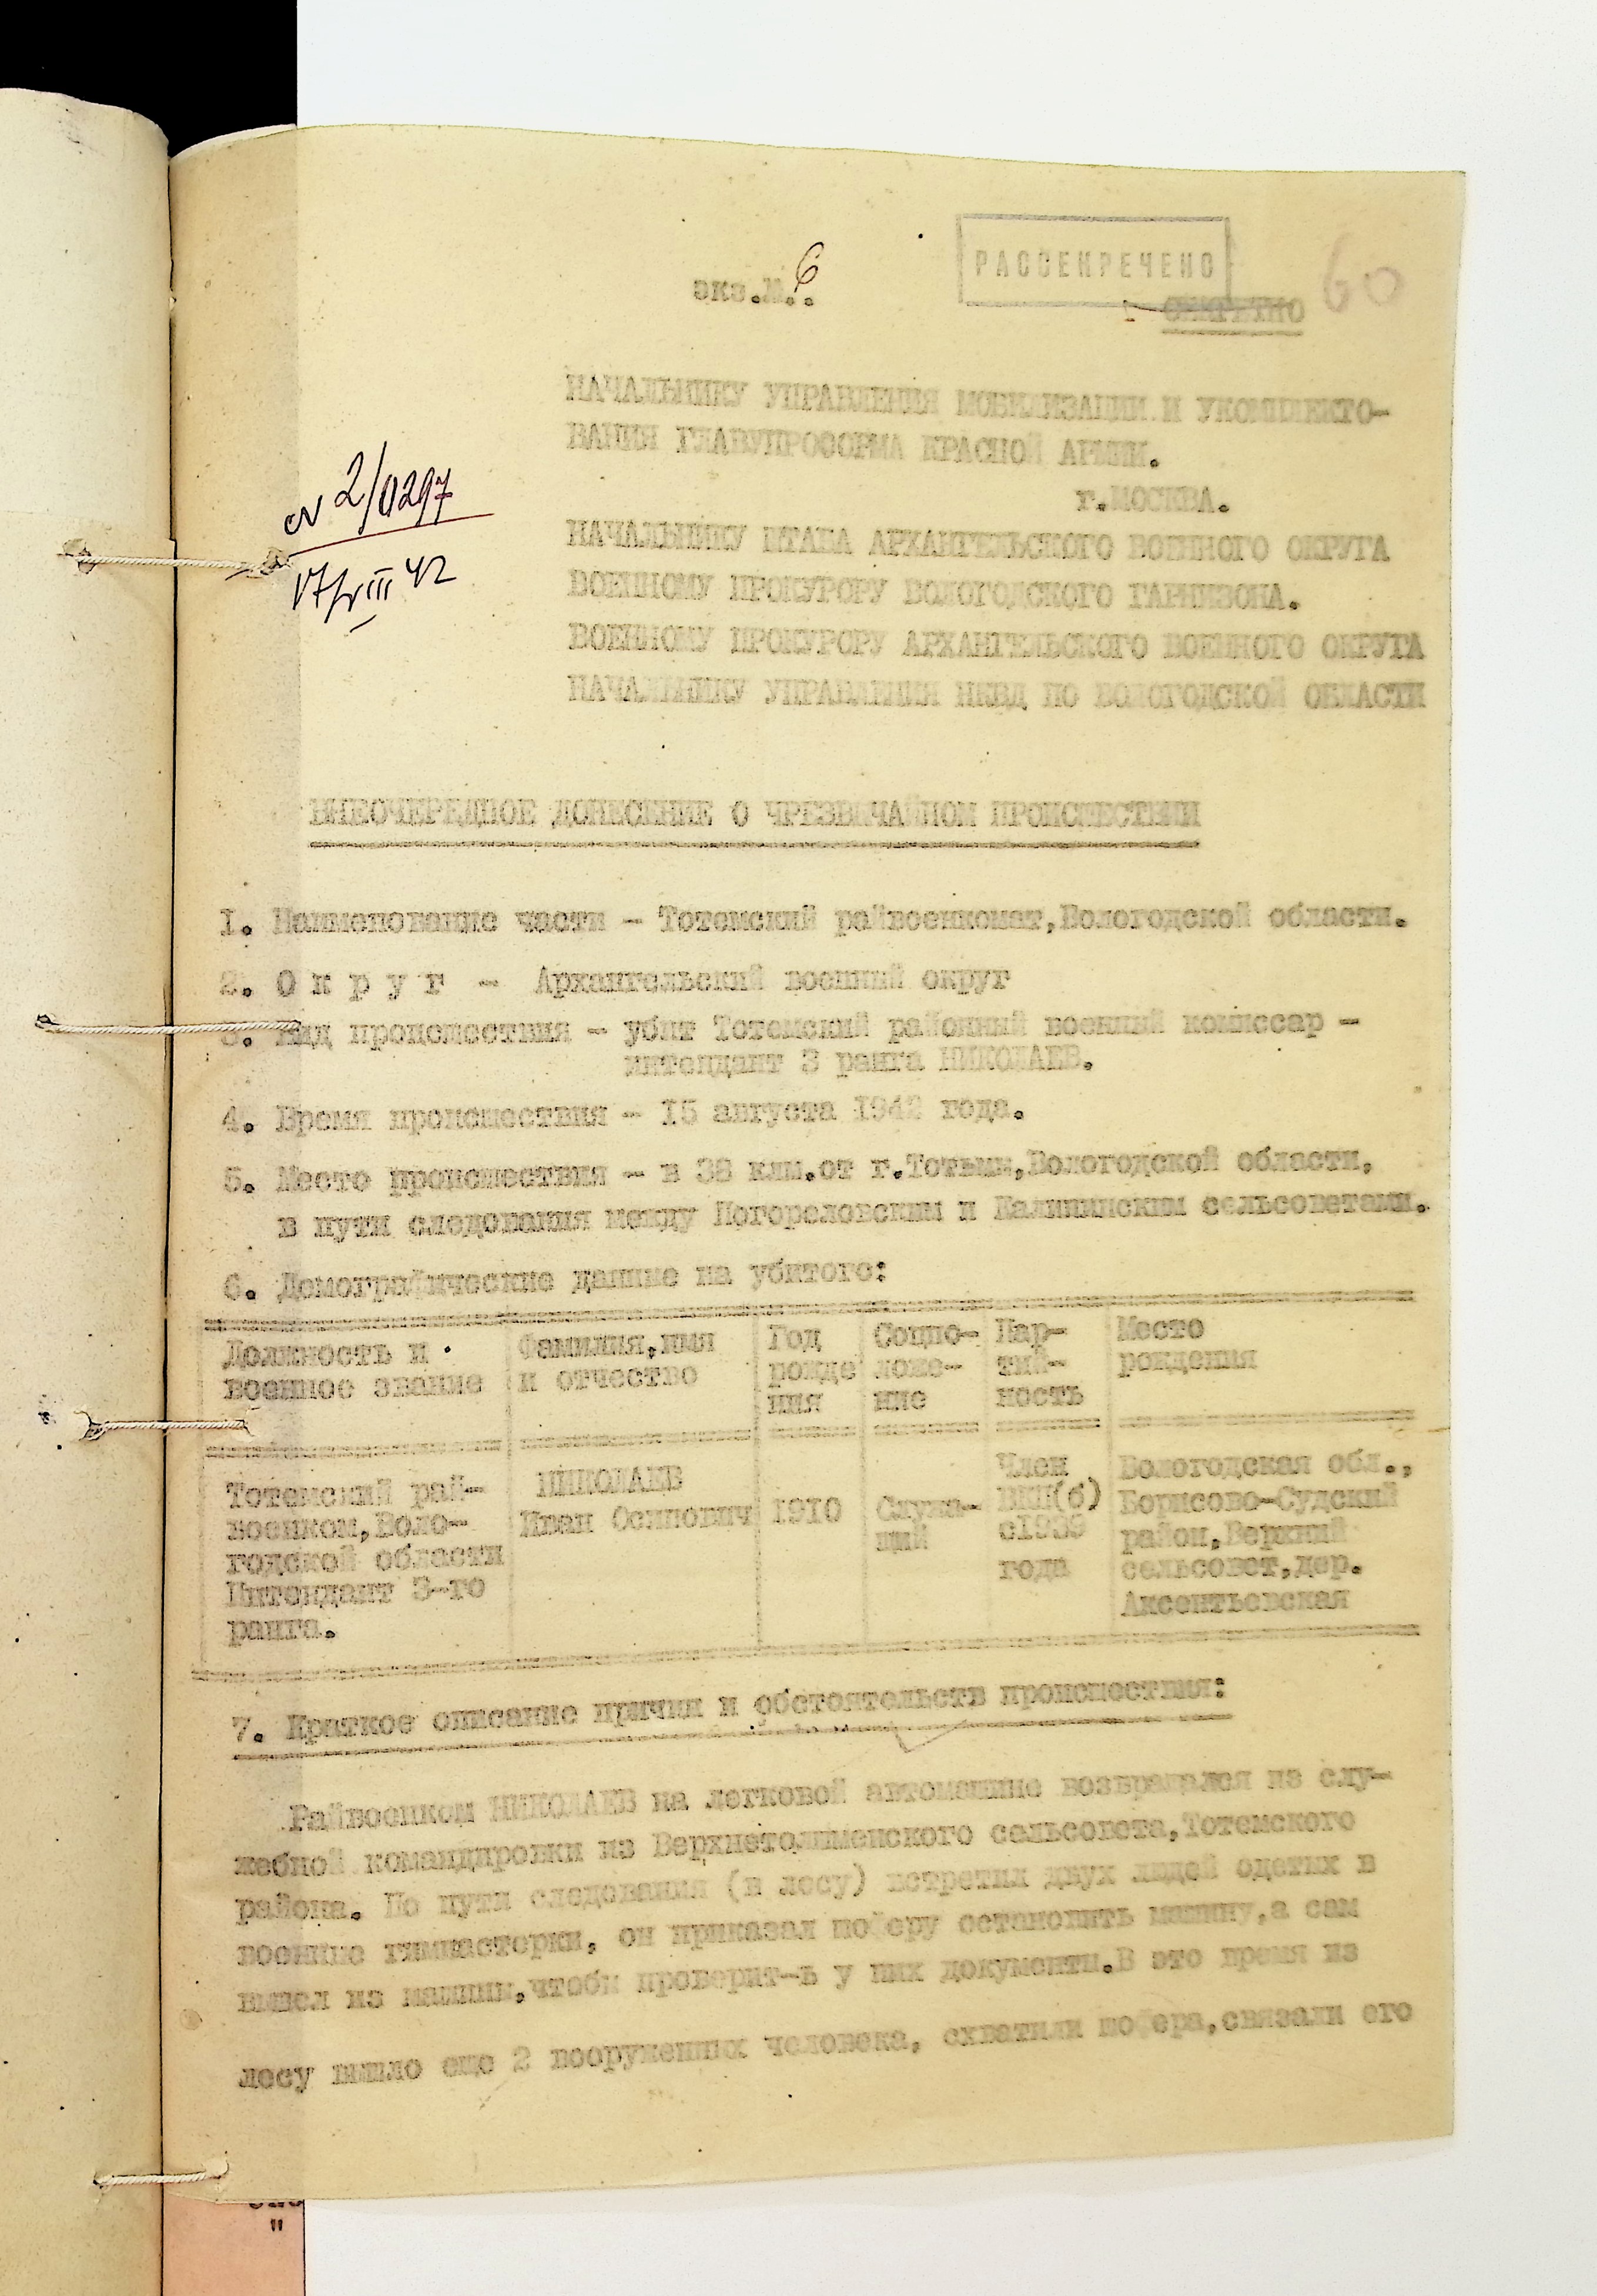 РАССЕКРЕЧЕНО
экз.№.6.
СЕКРЕТНО
60
НАЧАЛЬНИКУ УПРАВЛЕНИЯ МОБИЛИЗАЦИИ И УКОМПЛЕКТО-
ВАНИЯ ГЛАВУПРОФОРМА КРАСНОЙ АРМИИ.
г.МОСКВА.
№ 2/0297
17/VIII 42
НАЧАЛЬНИКУ ШТАБА АРХАНГЕЛЬСКОГО ВОЕННОГО ОКРУГА
ВОЕННОМУ ПРОКУРОРУ ВОЛОГОДСКОГО ГАРНИЗОНА.
ВОЕННОМУ ПРОКУРОРУ АРХАНГЕЛЬСКОГО ВОЕННОГО ОКРУГА
НАЧАЛЬНИКУ УПРАВЛЕНИЯ НКВД ПО ВОЛОГОДСКОЙ ОБЛАСТИ
ВНЕОЧЕРЕДНОЕ ДОНЕСЕНИЕ О ЧРЕЗВЫЧАЙНОМ ПРОИСШЕСТВИИ
1. Наименование части - Тотемский райвоенкомат,Вологодской области.
2. О к р у г - Архангельский военный округ
3. Вид происшествия - убит Тотемский районный военный комиссар -
интендант 3 ранга НИКОЛАЕВ.
4. Время происшествия - 15 августа 1942 года.
5. Место происшествия - в 38 клм.от г.Тотьмы,Вологодской области,
в пути следования между Погореловским и Калининским сельсоветами.
6. Демографические данные на убитого:
Должность и военное звание
Фамилия,имя и отчество
Год рожде ния
Социо- ложе- ние
Пар- тий- ность
Место рождения
Тотемский рай-
военком,Воло-
годской области
Интендант 3-го
ранга.
НИКОЛАЕВ
Иван Осипович
1910
Служа-
щий
Член
ВКП(б)
с1939
года
Вологодская обл.,
Борисово-Судский
район,Верхний
сельсовет,дер.
Аксентьевская
7. Краткое описание причин и обстоятельств происшествия:
Райвоенком НИКОЛАЕВ на легковой автомашине возвращался из слу-
жебной командировки из Верхнетолшменского сельсовета,Тотемского
района. По пути следования (в лесу) встретил двух людей одетых в
военные гимнастерки, он приказал шоферу остановить машину,а сам
вышел из машины,чтобы проверит-ь у них документы.В это время из
лесу вышло еще 2 вооруженных человека, схватили шофера,связали его